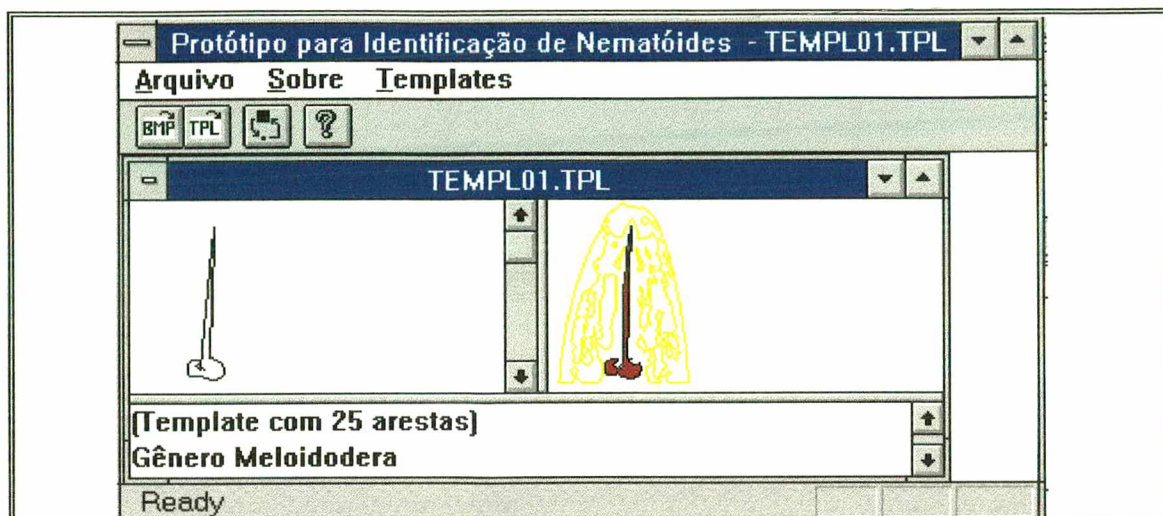 Protótipo para Identificação de Nematóides - TEMPL01.TPL
Arquivo Sobre Templates
BMP TPL ?
TEMPL01.TPL
(Template com 25 arestas)
Gênero Meloidodera
Ready